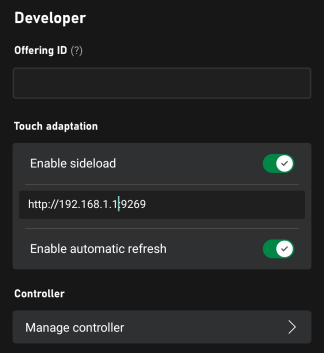 Developer
Offering ID (?)
Touch adaptation
Enable sideload
http://192.168.1.1:9269
Enable automatic refresh
Controller
Manage controller